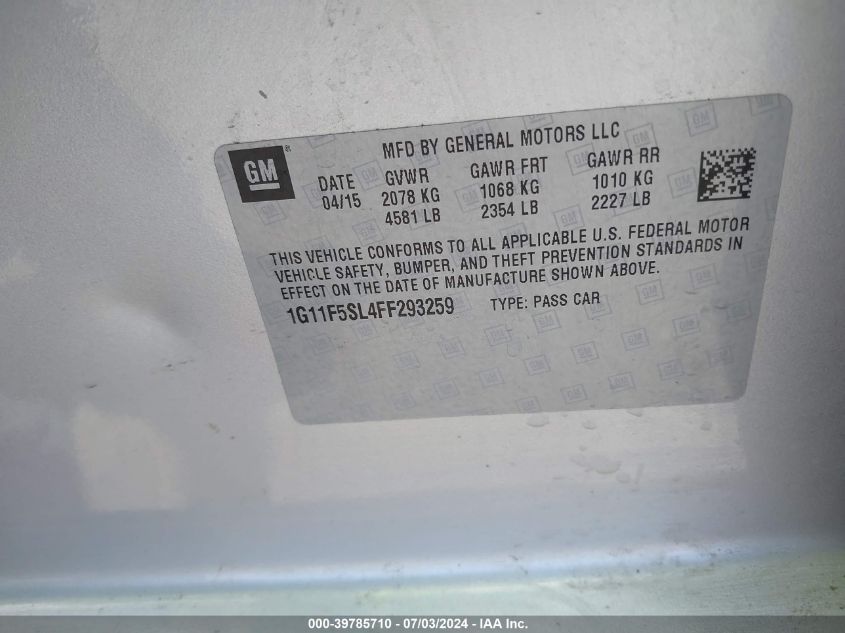 MFD BY GENERAL MOTORS LLC
GM
DATE GVWR GAWR FRT GAWR RR
04/15 2078 KG 1068 KG 1010 KG
4581 LB 2354 LB 2227 LB
THIS VEHICLE CONFORMS TO ALL APPLICABLE U.S. FEDERAL MOTOR
VEHICLE SAFETY, BUMPER, AND THEFT PREVENTION STANDARDS IN
EFFECT ON THE DATE OF MANUFACTURE SHOWN ABOVE.
1G11F5SL4FF293259 TYPE: PASS CAR
000-39785710 - 07/03/2024 - IAA Inc.